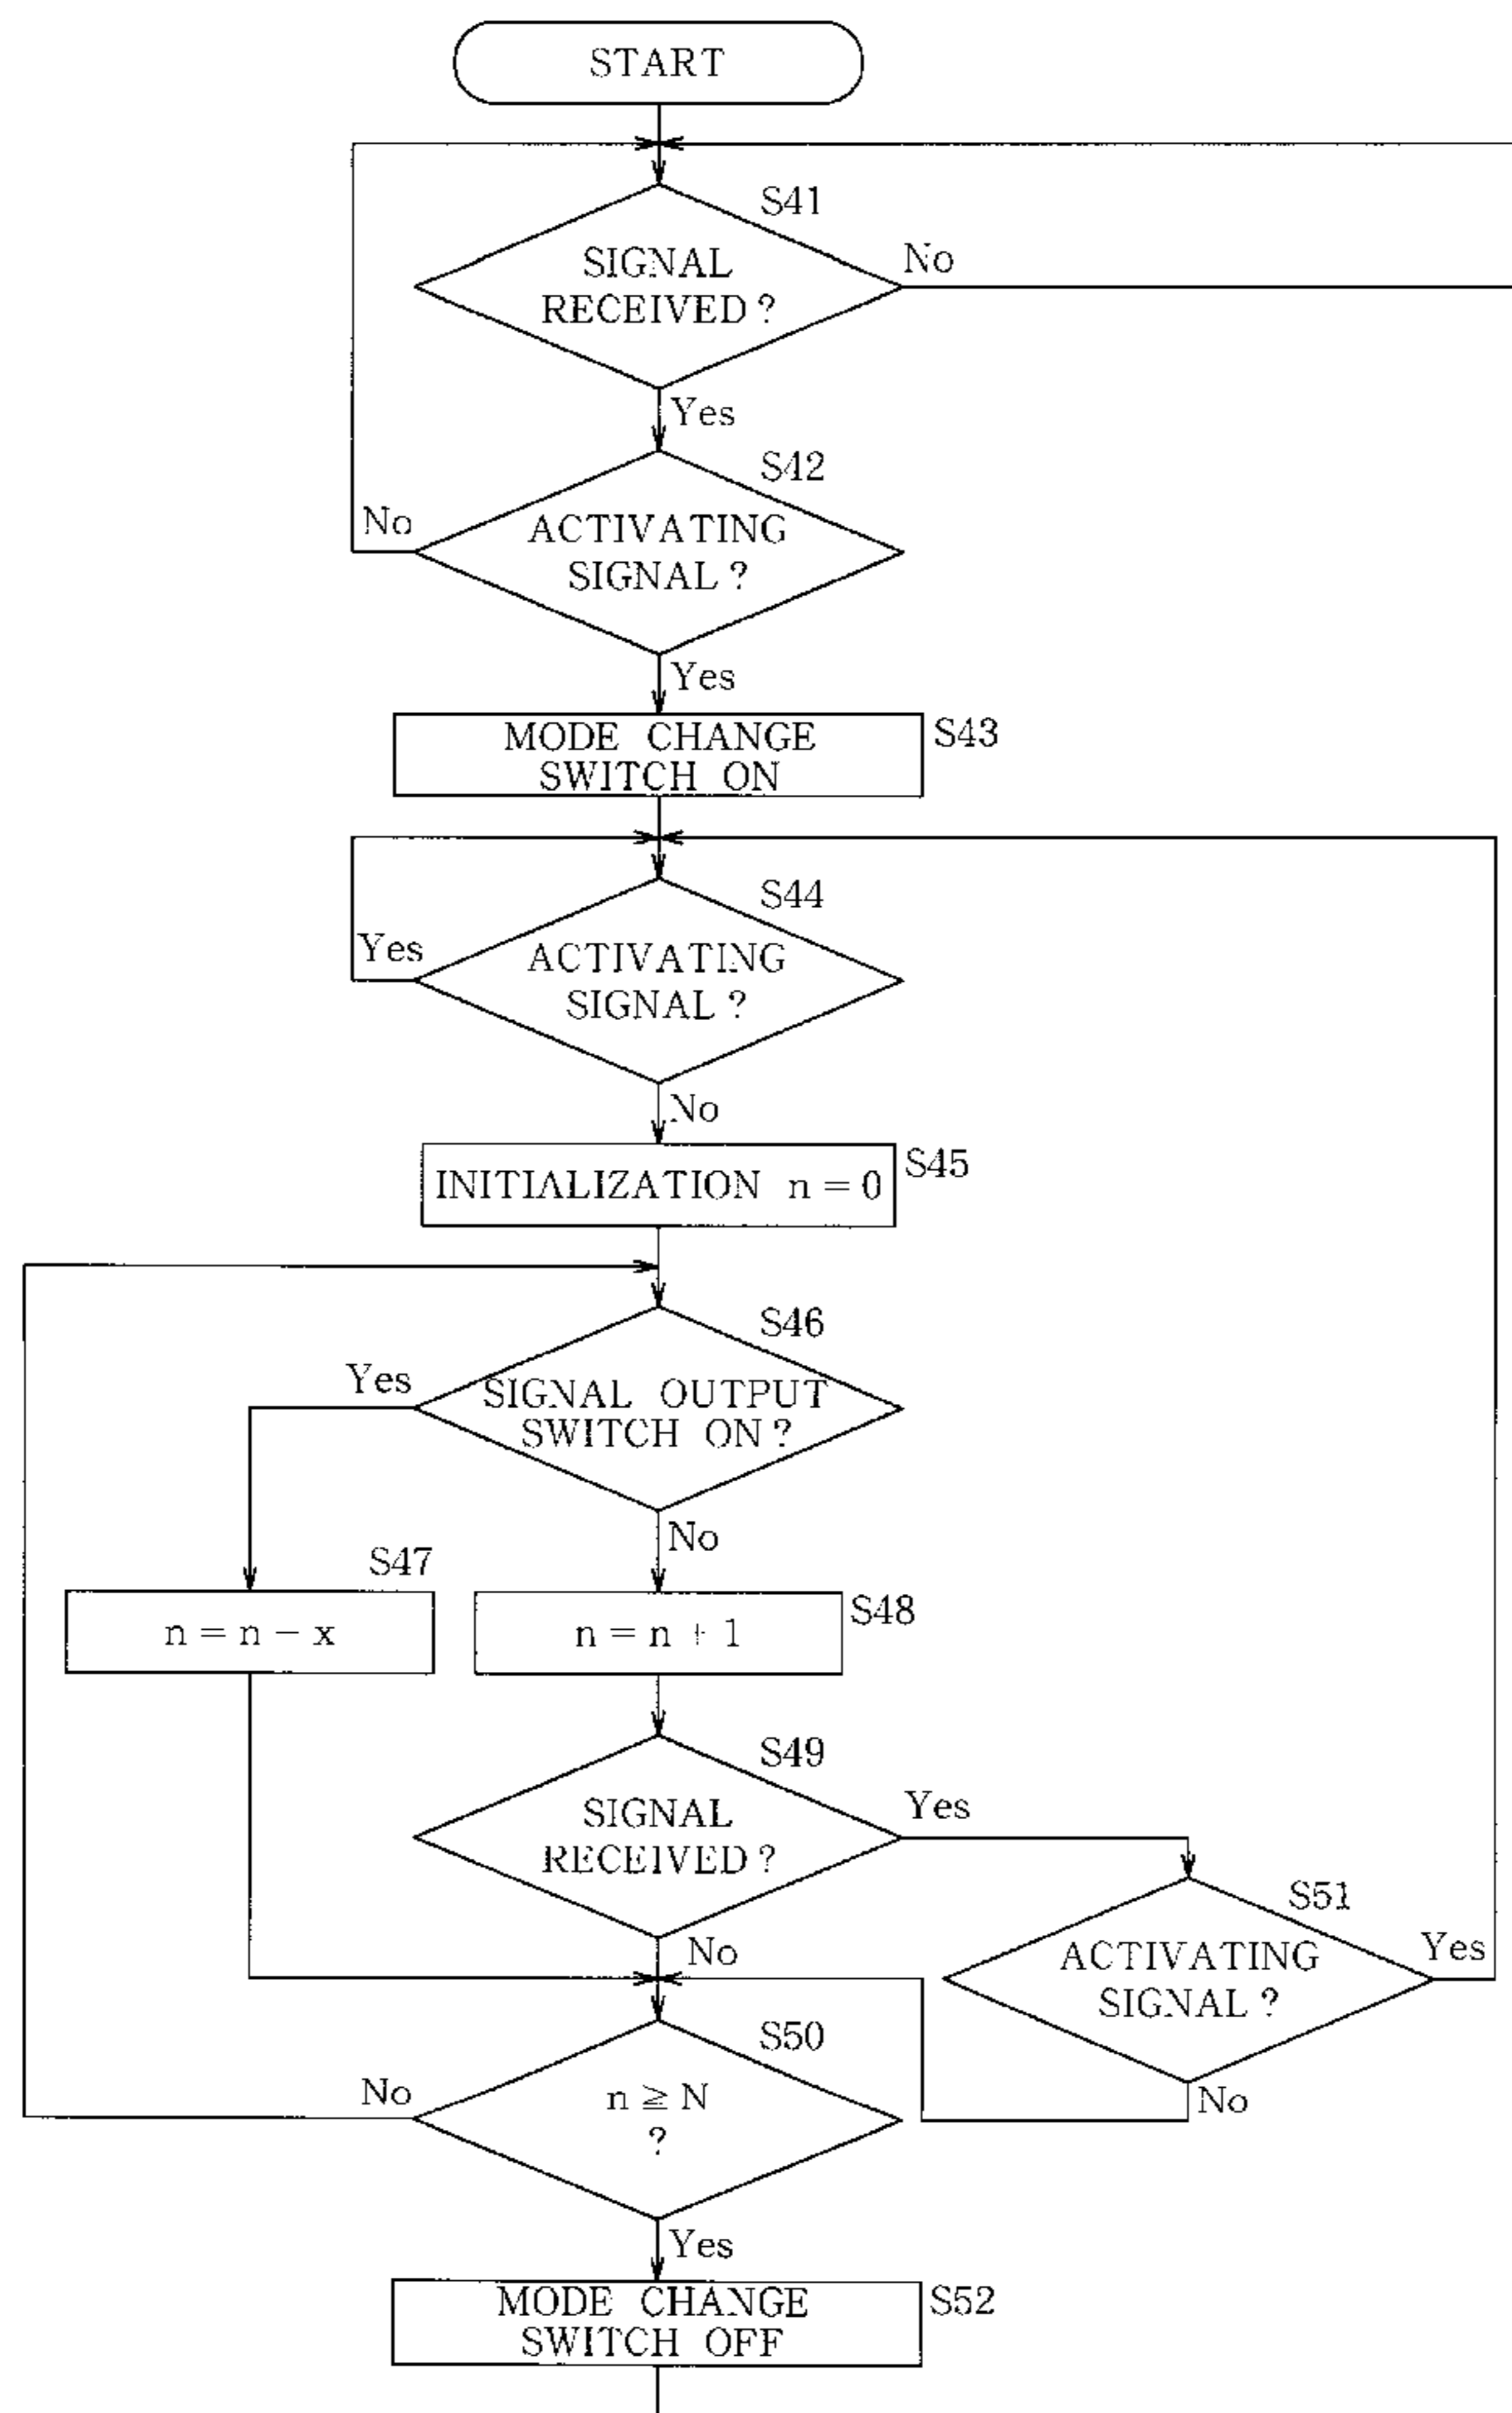 START
S41
SIGNAL
RECEIVED?
No
Yes
S42
No
ACTIVATING
SIGNAL?
Yes
MODE CHANGE
SWITCH ON
S43
S44
Yes
ACTIVATING
SIGNAL?
No
INITIALIZATION n = 0
S45
S46
Yes
SIGNAL OUTPUT
SWITCH ON?
No
S47
n = n - x
n = n + 1
S48
S49
SIGNAL
RECEIVED?
Yes
No
S51
ACTIVATING
SIGNAL?
Yes
No
S50
No
n ≧ N
?
Yes
MODE CHANGE
SWITCH OFF
S52